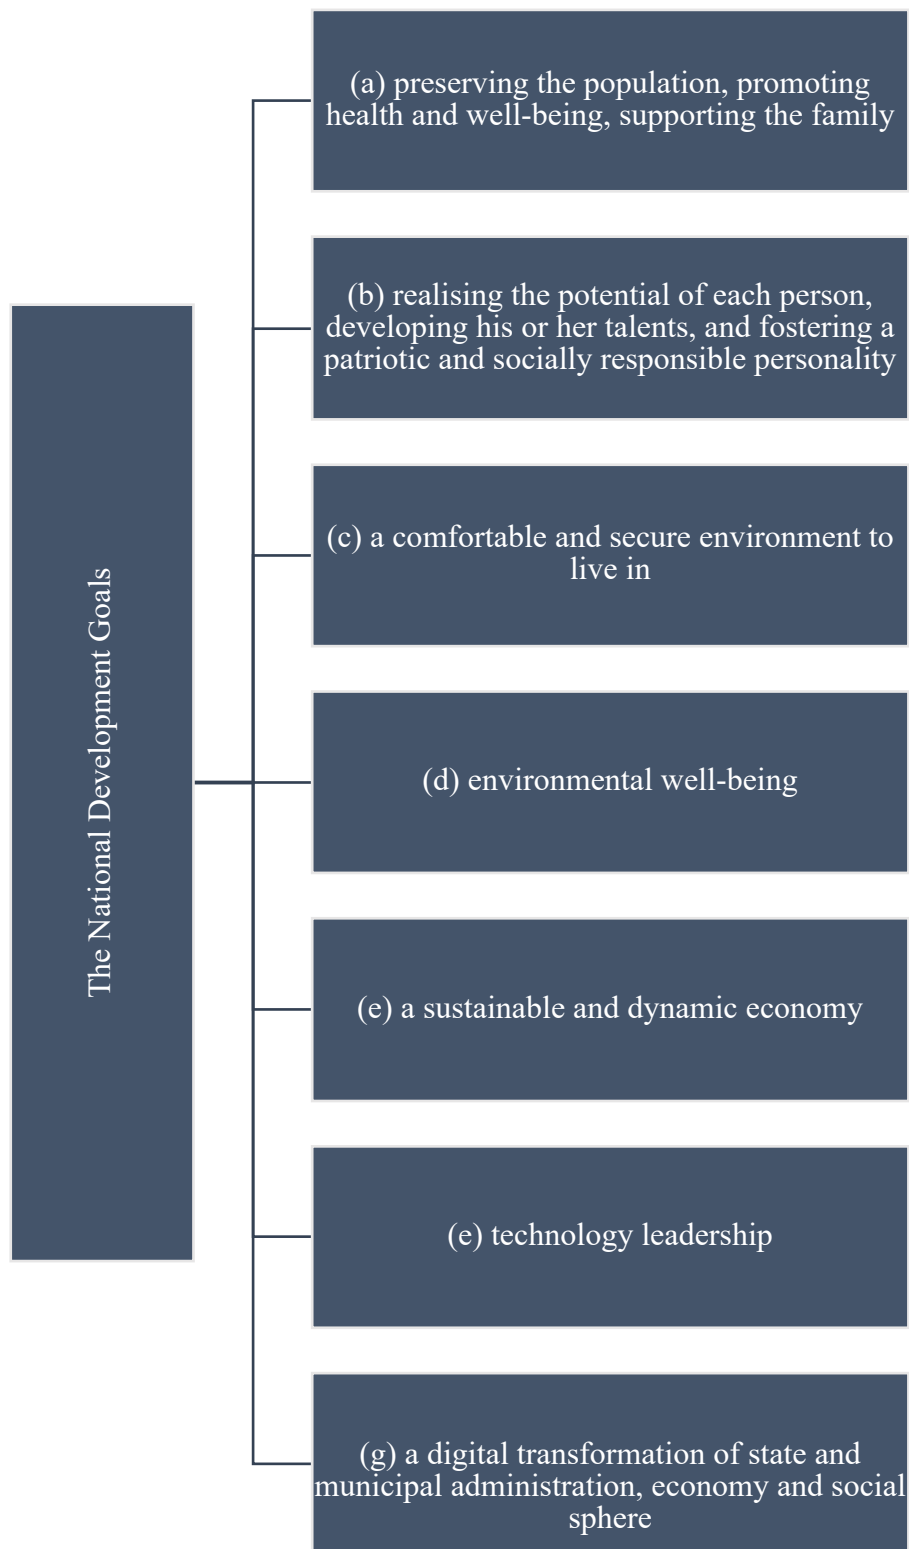 The National Development Goals
(a) preserving the population, promoting
health and well-being, supporting the family
(b) realising the potential of each person,
developing his or her talents, and fostering a
patriotic and socially responsible personality
(c) a comfortable and secure environment to
live in
(d) environmental well-being
(e) a sustainable and dynamic economy
(e) technology leadership
(g) a digital transformation of state and
municipal administration, economy and social
sphere